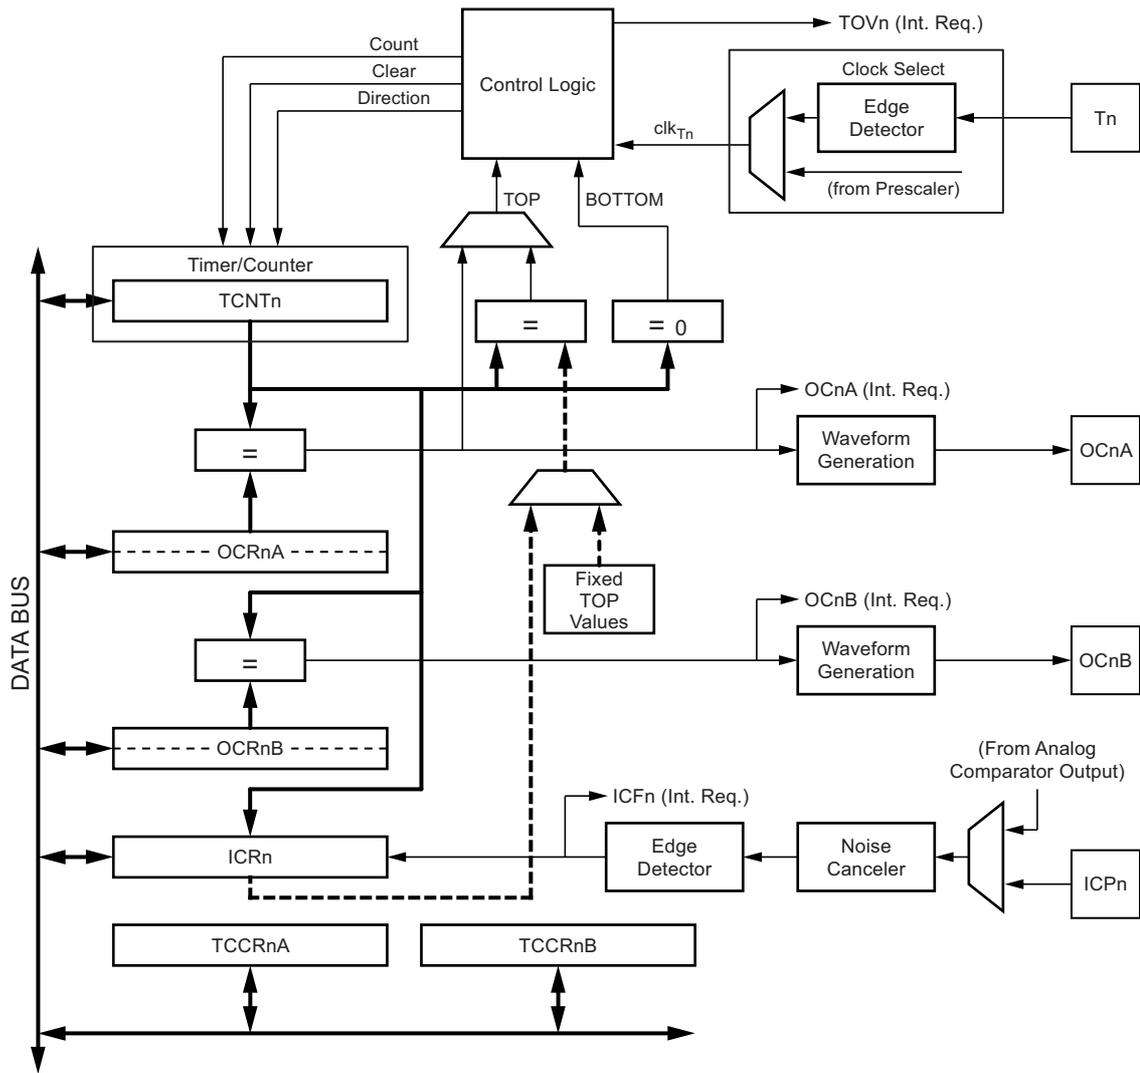 TOVn (Int. Req.)
Count
Clear
Direction
Control Logic
Clock Select
Edge
Detector
Tn
clkTn
(from Prescaler)
TOP
BOTTOM
Timer/Counter
TCNTn
=
= 0
OCnA (Int. Req.)
=
Waveform
Generation
OCnA
OCRnA
Fixed
TOP
Values
DATA BUS
OCnB (Int. Req.)
=
Waveform
Generation
OCnB
OCRnB
(From Analog
Comparator Output)
ICFn (Int. Req.)
ICRn
Edge
Detector
Noise
Canceler
ICPn
TCCRnA
TCCRnB